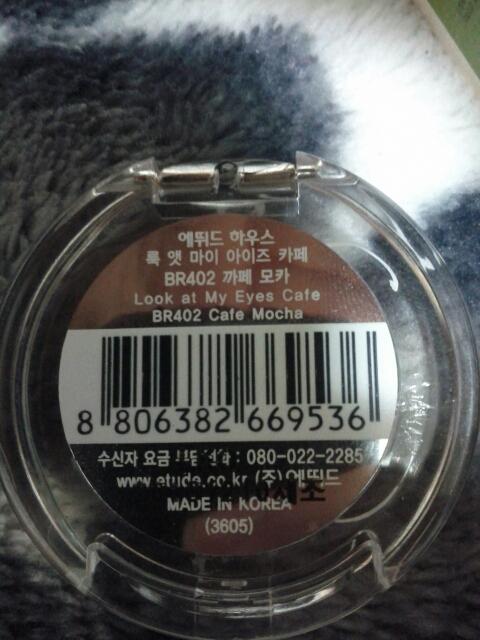 에뛰드 하우스
룩 앳 마이 아이즈 카페
BR402 까페 모카
Look at My Eyes Cafe
BR402 Cafe Mocha
8 806382 669536
수신자 요금 : 080-022-2285
www.etude.co.kr (주)에뛰드
MADE IN KOREA
(3605)